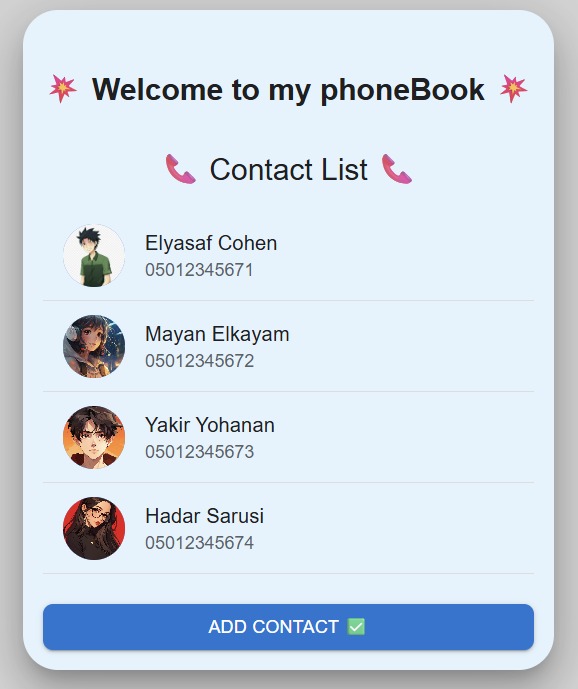 💥 Welcome to my phoneBook 💥
📞 Contact List 📞
Elyasaf Cohen
05012345671
Mayan Elkayam
05012345672
Yakir Yohanan
05012345673
Hadar Sarusi
05012345674
ADD CONTACT ✅